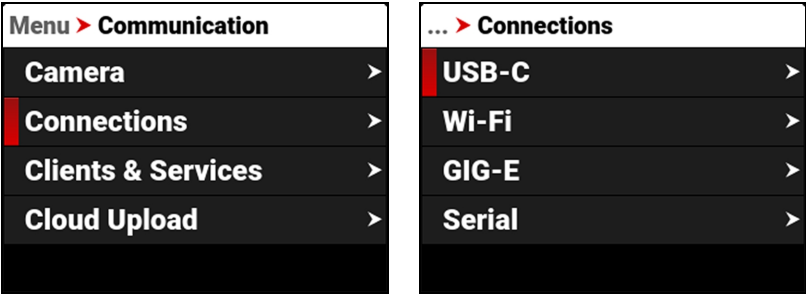 Menu ➤ Communication
Camera
Connections
Clients & Services
Cloud Upload
... ➤ Connections
USB-C
Wi-Fi
GIG-E
Serial